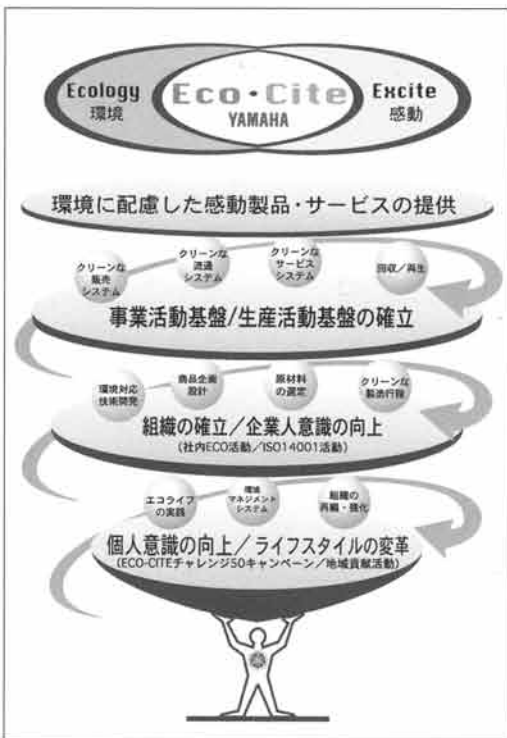 Ecology
環境
Eco・Cite
YAMAHA
Excite
感動
環境に配慮した感動製品・サービスの提供
クリーンな
販売
システム
クリーンな
流通
システム
クリーンな
サービス
システム
回収/再生
事業活動基盤/生産活動基盤の確立
環境対応
技術開発
商品企画
設計
原材料
の選定
クリーンな
製造行程
組織の確立/企業人意識の向上
(社内ECO活動/ISO14001活動)
エコライフ
の実践
環境
マネジメント
システム
組織の
再編・強化
個人意識の向上/ライフスタイルの変革
(ECO-CITEチャレンジ50キャンペーン/地域貢献活動)